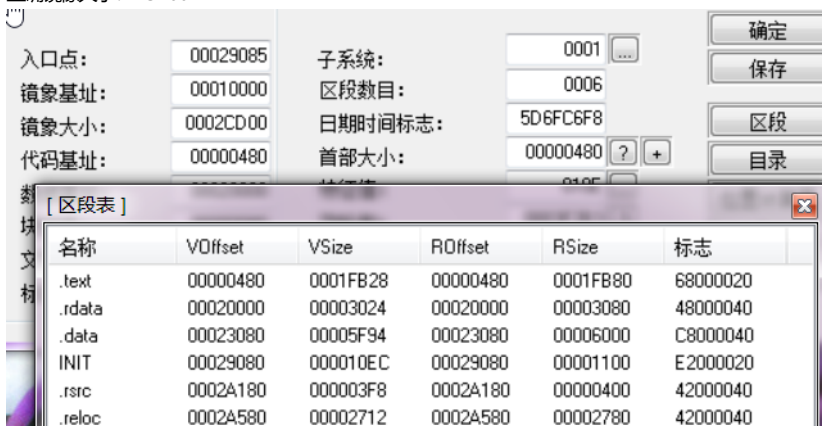 确定
入口点: 00029085 子系统: 0001 ...
保存
镜象基址: 00010000 区段数目: 0006
镜象大小: 0002CD00 日期时间标志: 5D6FC6F8 区段
代码基址: 00000480 首部大小: 00000480 ? + 目录
[ 区段表 ]
名称 VOffset VSize ROffset RSize 标志
.text 00000480 0001FB28 00000480 0001FB80 68000020
.rdata 00020000 00003024 00020000 00003080 48000040
.data 00023080 00005F94 00023080 00006000 C8000040
INIT 00029080 000010EC 00029080 00001100 E2000020
.rsrc 0002A180 000003F8 0002A180 00000400 42000040
.reloc 0002A580 00002712 0002A580 00002780 42000040